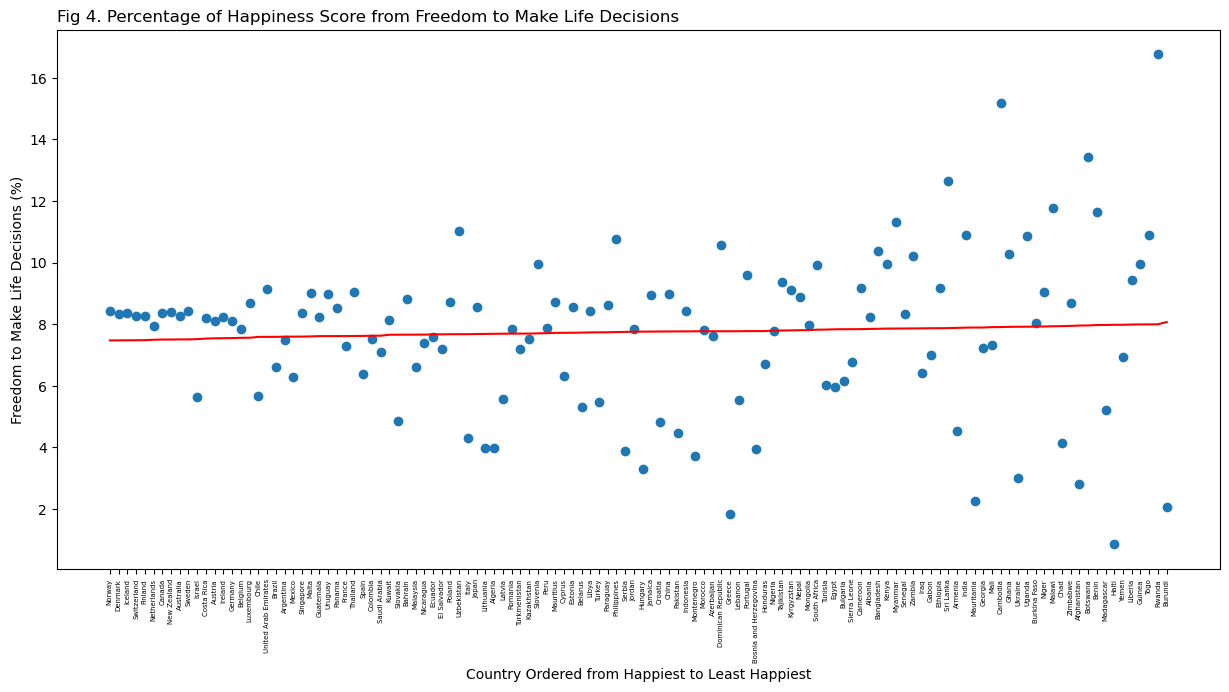 Fig 4. Percentage of Happiness Score from Freedom to Make Life Decisions
Freedom to Make Life Decisions (%)
16
14
12
10
8
6
4
2
Norway
Denmark
Iceland
Switzerland
Finland
Netherlands
Canada
New Zealand
Australia
Sweden
Israel
Costa Rica
Austria
Ireland
Germany
Belgium
Luxembourg
Chile
United Arab Emirates
Brazil
Argentina
Mexico
Singapore
Malta
Guatemala
Uruguay
Panama
France
Thailand
Spain
Colombia
Saudi Arabia
Kuwait
Slovakia
Bahrain
Malaysia
Nicaragua
Ecuador
El Salvador
Poland
Uzbekistan
Italy
Japan
Lithuania
Algeria
Latvia
Romania
Turkmenistan
Kazakhstan
Slovenia
Peru
Mauritius
Cyprus
Estonia
Belarus
Libya
Turkey
Paraguay
Philippines
Serbia
Jordan
Hungary
Jamaica
Croatia
China
Pakistan
Indonesia
Montenegro
Morocco
Azerbaijan
Dominican Republic
Greece
Lebanon
Portugal
Bosnia and Herzegovina
Honduras
Nigeria
Tajikistan
Kyrgyzstan
Nepal
Mongolia
South Africa
Tunisia
Egypt
Bulgaria
Sierra Leone
Cameroon
Albania
Bangladesh
Kenya
Myanmar
Senegal
Zambia
Iraq
Gabon
Ethiopia
Sri Lanka
Armenia
India
Mauritania
Georgia
Mali
Cambodia
Ghana
Ukraine
Uganda
Burkina Faso
Niger
Malawi
Chad
Zimbabwe
Afghanistan
Botswana
Benin
Madagascar
Haiti
Yemen
Liberia
Guinea
Togo
Rwanda
Burundi
Country Ordered from Happiest to Least Happiest